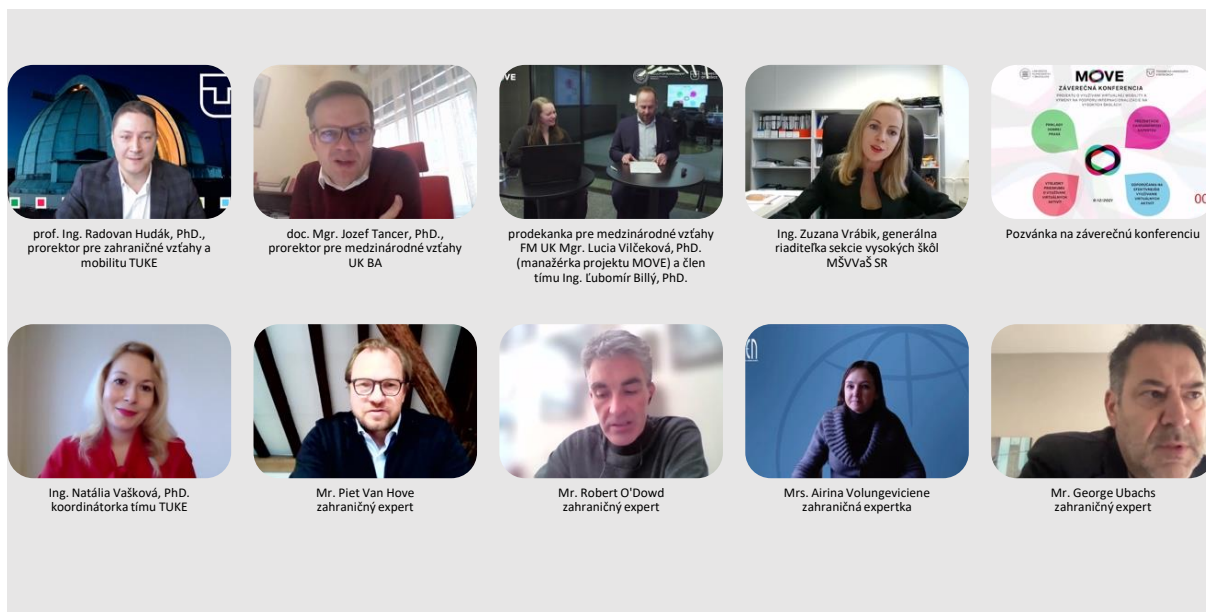 MOVE
ZÁVEREČNÁ KONFERENCIA
prof. Ing. Radovan Hudák, PhD.,
prorektor pre zahraničné vzťahy a
mobilitu TUKE
doc. Mgr. Jozef Tancer, PhD.,
prorektor pre medzinárodné vzťahy
UK BA
prodekanka pre medzinárodné vzťahy
FM UK Mgr. Lucia Vilčeková, PhD.
(manažérka projektu MOVE) a člen
tímu Ing. Ľubomír Billý, PhD.
Ing. Zuzana Vrábik, generálna
riaditeľka sekcie vysokých škôl
MŠVVaŠ SR
Pozvánka na záverečnú konferenciu
Ing. Natália Vašková, PhD.
koordinátorka tímu TUKE
Mr. Piet Van Hove
zahraničný expert
Mr. Robert O'Dowd
zahraničný expert
Mrs. Airina Volungeviciene
zahraničná expertka
Mr. George Ubachs
zahraničný expert